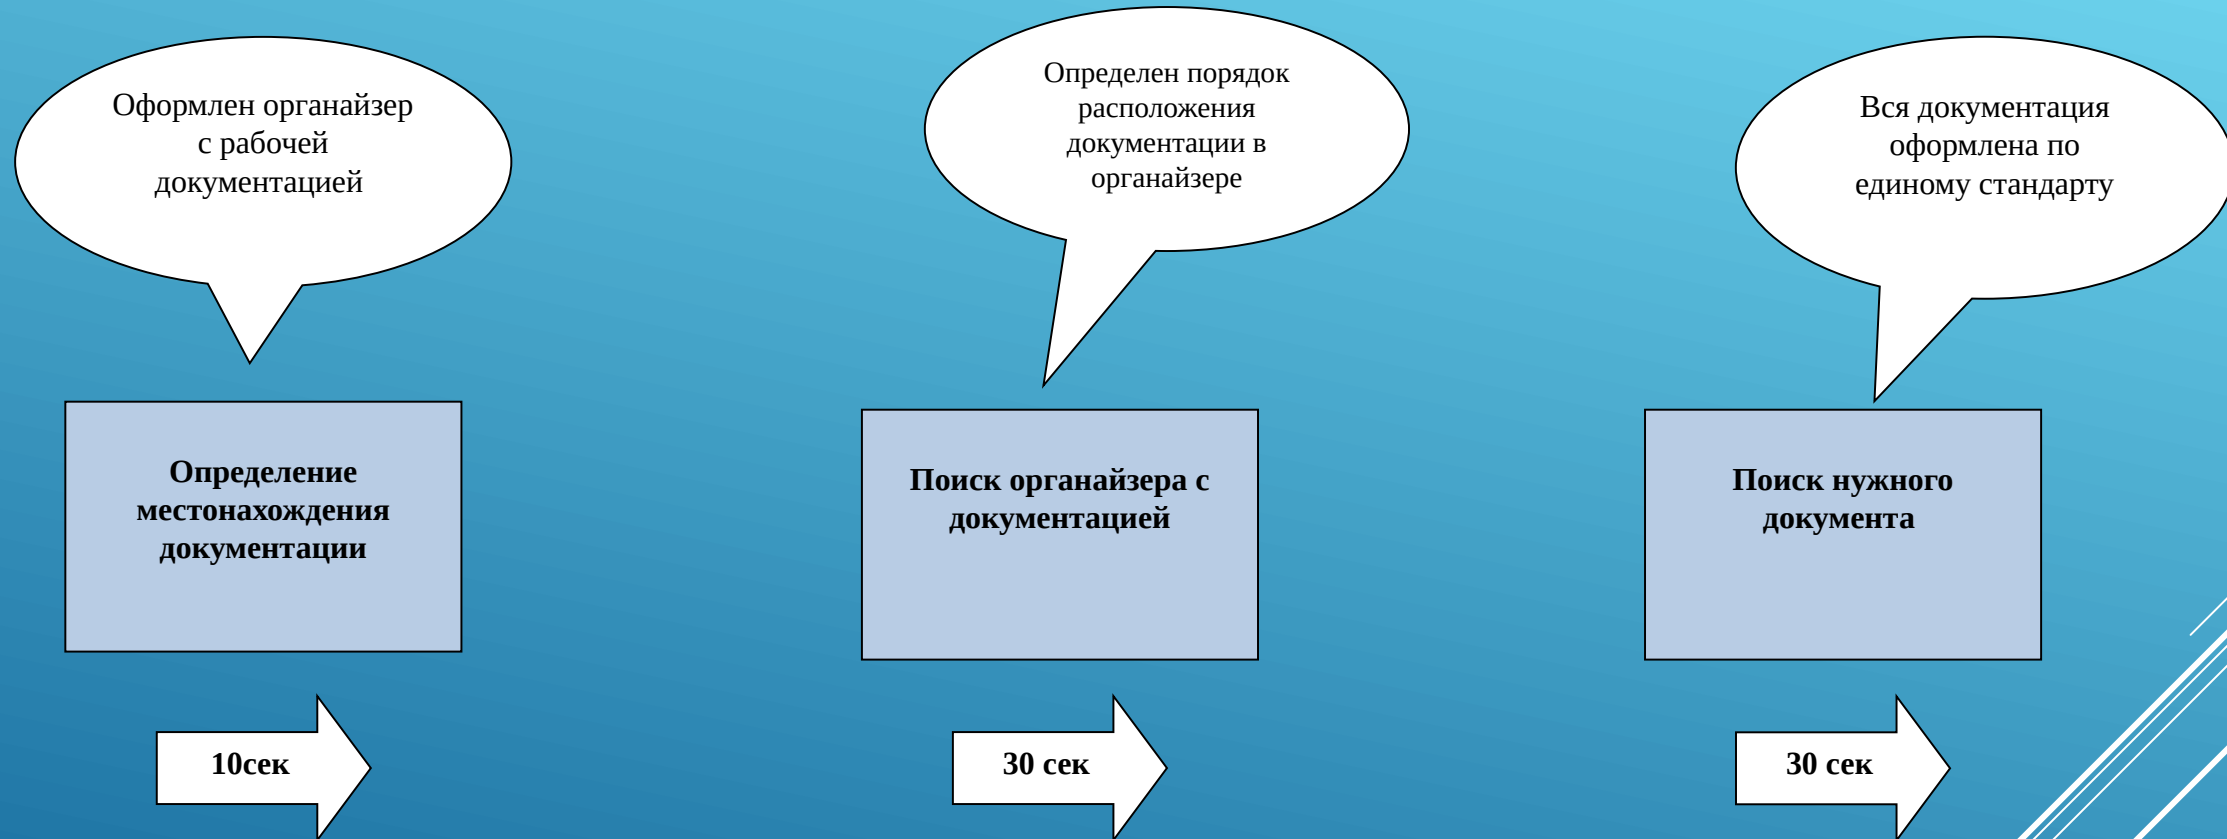 Оформлен органайзер
с рабочей
документацией
Определен порядок
расположения
документации в
органайзере
Вся документация
оформлена по
единому стандарту
Определение
местонахождения
документации
Поиск органайзера с
документацией
Поиск нужного
документа
10сек
30 сек
30 сек